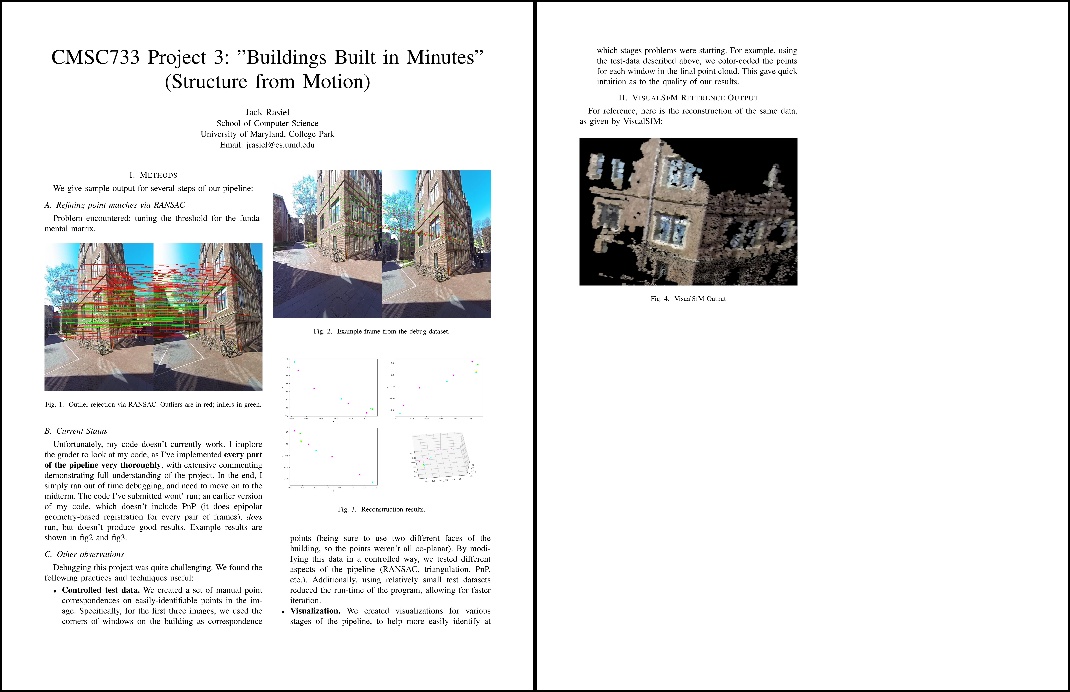 CMSC733 Project 3: ”Buildings Built in Minutes”
(Structure from Motion)
Jack Rasiel
School of Computer Science
University of Maryland, College Park
Email: jrasiel@cs.umd.edu
I. Methods
We give sample output for several steps of our pipeline:
A. Refining point matches via RANSAC
Problem encountered: tuning the threshold for the funda-
mental matrix.
Fig. 1. Outlier rejection via RANSAC. Outliers are in red; inliers in green.
B. Current Status
Unfortunately, my code doesn't currently work. I implore
the grader to look at my code, as I've implemented every part
of the pipeline very thoroughly, with extensive commenting
demonstrating full understanding of the project. In the end, I
simply ran out of time debugging, and need to move on to the
midterm. The code I've submitted wont' run; an earlier version
of my code, which doesn't include PnP (it does epipolar
geometry-based registration for every pair of frames), does
run, but doesn't produce good results. Example results are
shown in fig2 and fig3.
C. Other observations
Debugging this project was quite challenging. We found the
following practices and techniques useful:
• Controlled test data. We created a set of manual point
correspondences on easily-identifiable points in the im-
age. Specifically, for the first three images, we used the
corners of windows on the building as correspondence
Fig. 2. Example frame from the debug dataset.
Fig. 3. Reconstruction results.
points (being sure to use two different faces of the
building, so the points weren't all co-planar). By modi-
fying this data in a controlled way, we tested different
aspects of the pipeline (RANSAC, triangulation, PnP,
etc.). Additionally, using relatively small test datasets
reduced the run-time of the program, allowing for faster
iteration.
• Visualization. We created visualizations for various
stages of the pipeline, to help more easily identify at
which stages problems were starting. For example, using
the test-data described above, we color-coded the points
for each window in the final point cloud. This gave quick
intuition as to the quality of our results.
II. VisualSFM Reference Output
For reference, here is the reconstruction of the same data,
as given by VisualSfM:
Fig. 4. VisualSfM Output